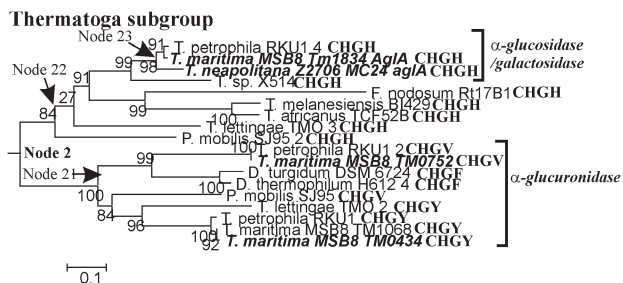 Thermatoga subgroup
Node 23
91
T. petrophila RKU1 4 CHGH
T. maritima MSB8 Tm1834 AglA CHGH
α-glucosidase
/galactosidase
99
98
T. neapolitana Z2706 MC24 aglA CHGH
Node 22
T. sp. X514 CHGH
91
F. nodosum Rt17B1 CHGH
27
99
T. melanesiensis BI429 CHGH
100
T. africanus TCF52B CHGH
84
T. lettingae TMO 3 CHGH
P. mobilis SJ95 2 CHGH
Node 2
100
T. petrophila RKU1 2 CHGV
99
T. maritima MSB8 TM0752 CHGV
Node 21
D. turgidum DSM 6724 CHGF
α-glucuronidase
100
D. thermophilum H612 4 CHGF
100
P. mobilis SJ95 CHGV
84
T. lettingae TMO 2 CHGY
96
T. petrophila RKU1 CHGY
100
T. maritima MSB8 TM1068 CHGY
92
T. maritima MSB8 TM0434 CHGY
0.1